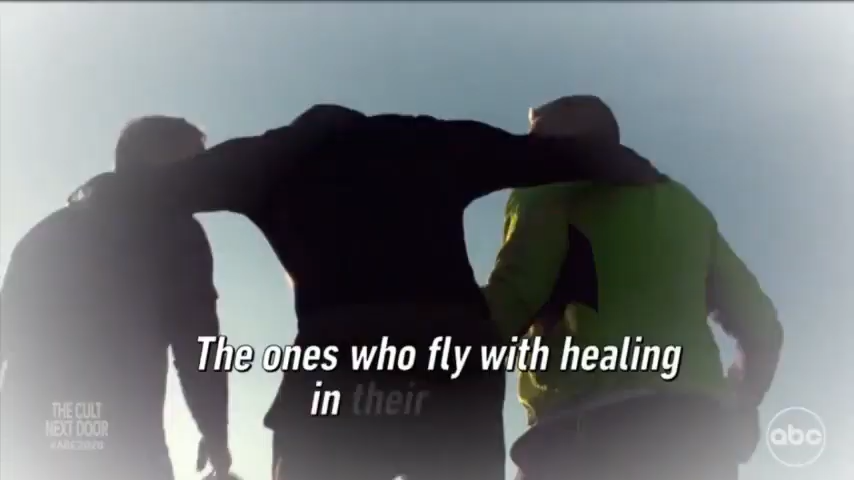 The ones who fly with healing
in their
THE CULT
NEXT DOOR
#ABC2020
abc